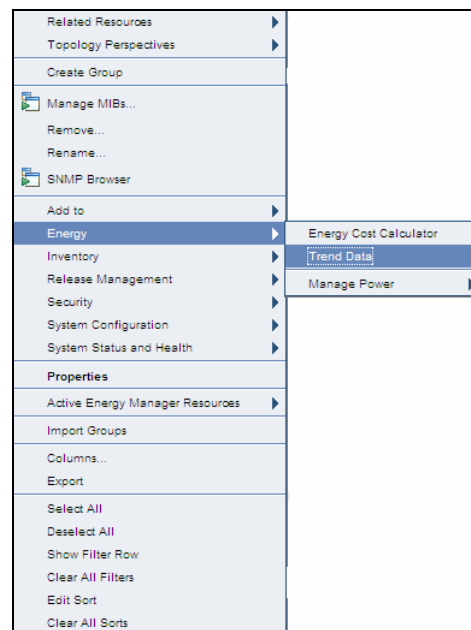 Related Resources
Topology Perspectives
Create Group
Manage MIBs...
Remove...
Rename...
SNMP Browser
Add to
Energy
Energy Cost Calculator
Inventory
Trend Data
Release Management
Manage Power
Security
System Configuration
System Status and Health
Properties
Active Energy Manager Resources
Import Groups
Columns...
Export
Select All
Deselect All
Show Filter Row
Clear All Filters
Edit Sort
Clear All Sorts